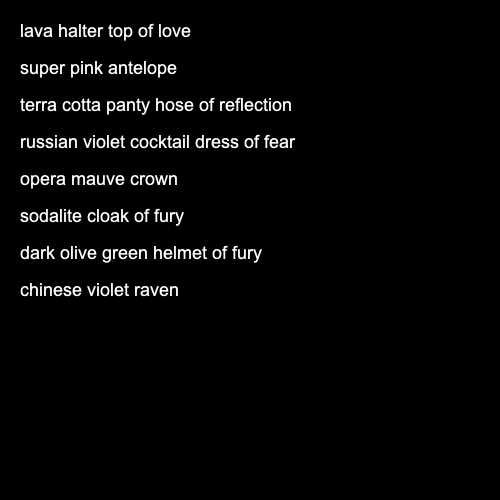 lava halter top of love
super pink antelope
terra cotta panty hose of reflection
russian violet cocktail dress of fear
opera mauve crown
sodalite cloak of fury
dark olive green helmet of fury
chinese violet raven